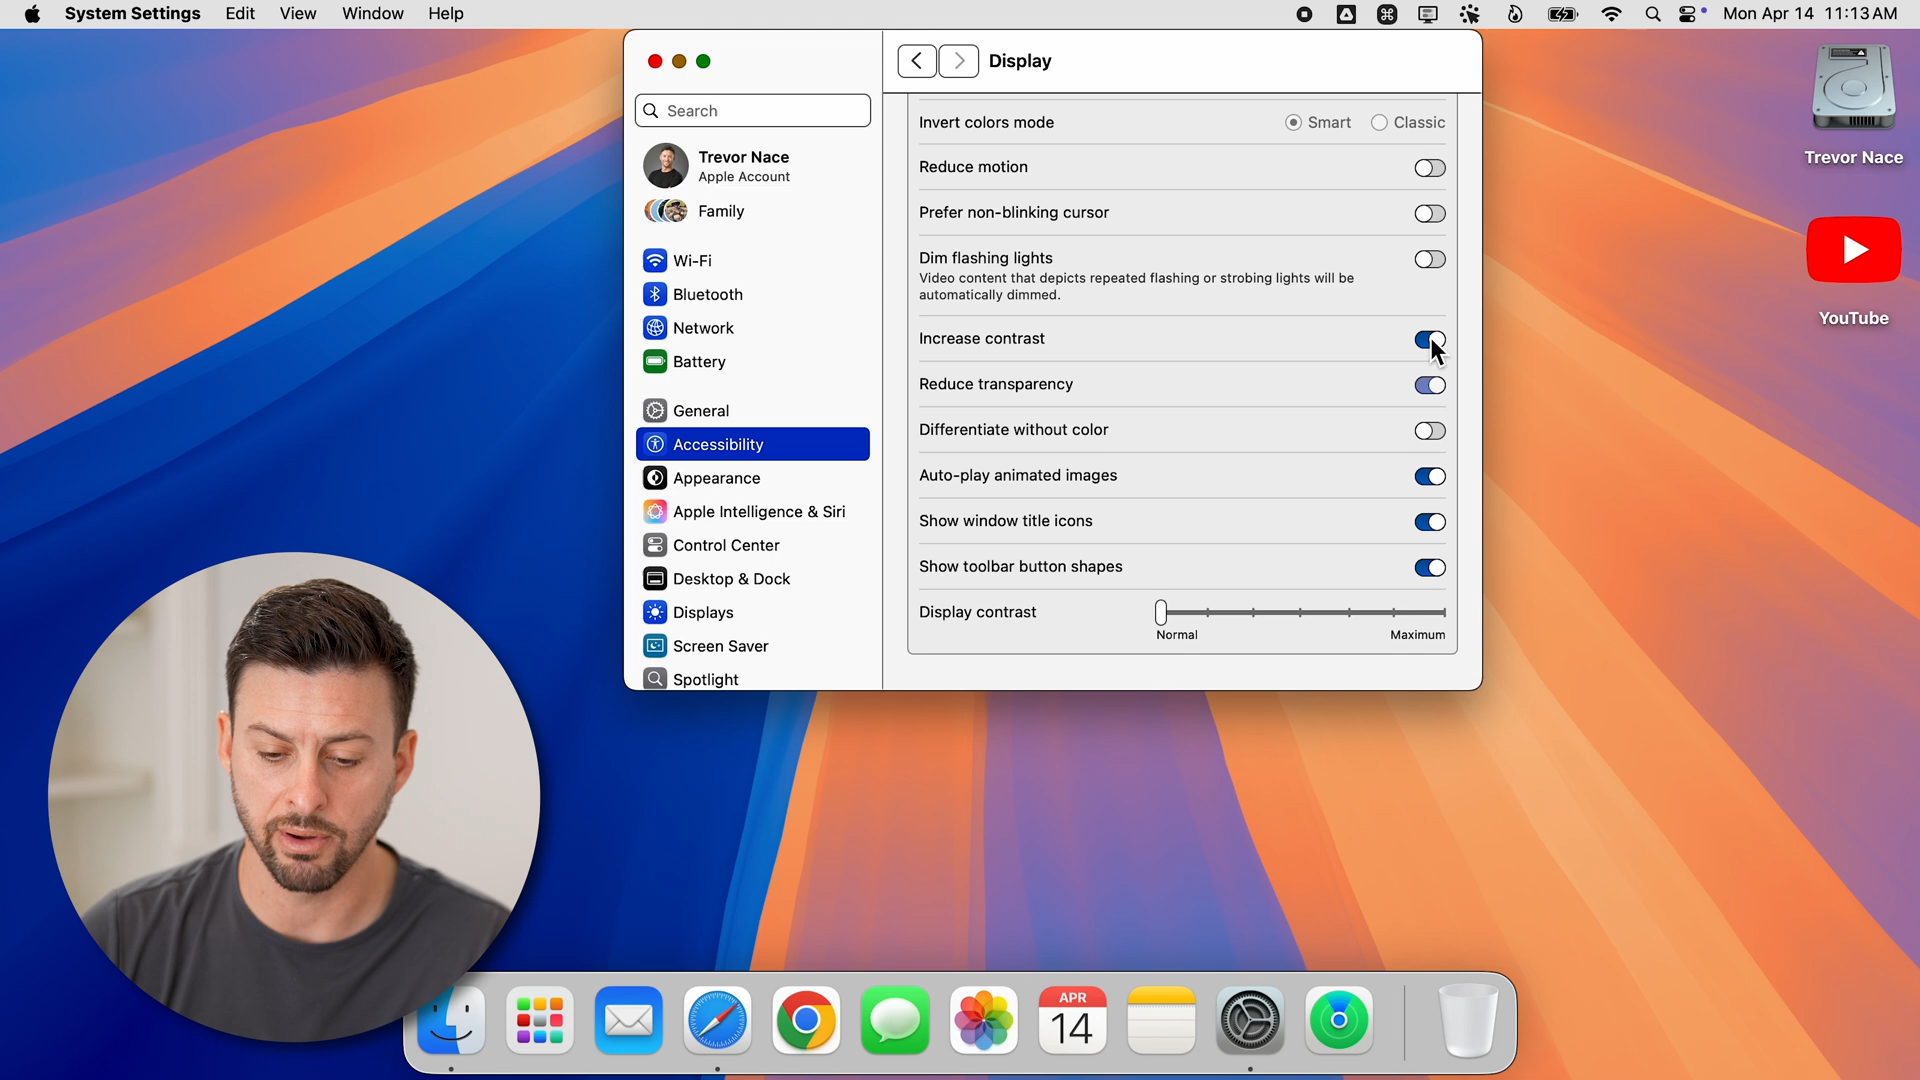 System Settings Edit View Window Help
Mon Apr 14 11:13 AM
Search
Trevor Nace
Apple Account
Family
Wi-Fi
Bluetooth
Network
Battery
General
Accessibility
Appearance
Apple Intelligence & Siri
Control Center
Desktop & Dock
Displays
Screen Saver
Spotlight
Display
Invert colors mode Smart Classic
Reduce motion
Prefer non-blinking cursor
Dim flashing lights
Video content that depicts repeated flashing or strobing lights will be
automatically dimmed.
Increase contrast
Reduce transparency
Differentiate without color
Auto-play animated images
Show window title icons
Show toolbar button shapes
Display contrast
Normal Maximum
Trevor Nace
YouTube
APR
14